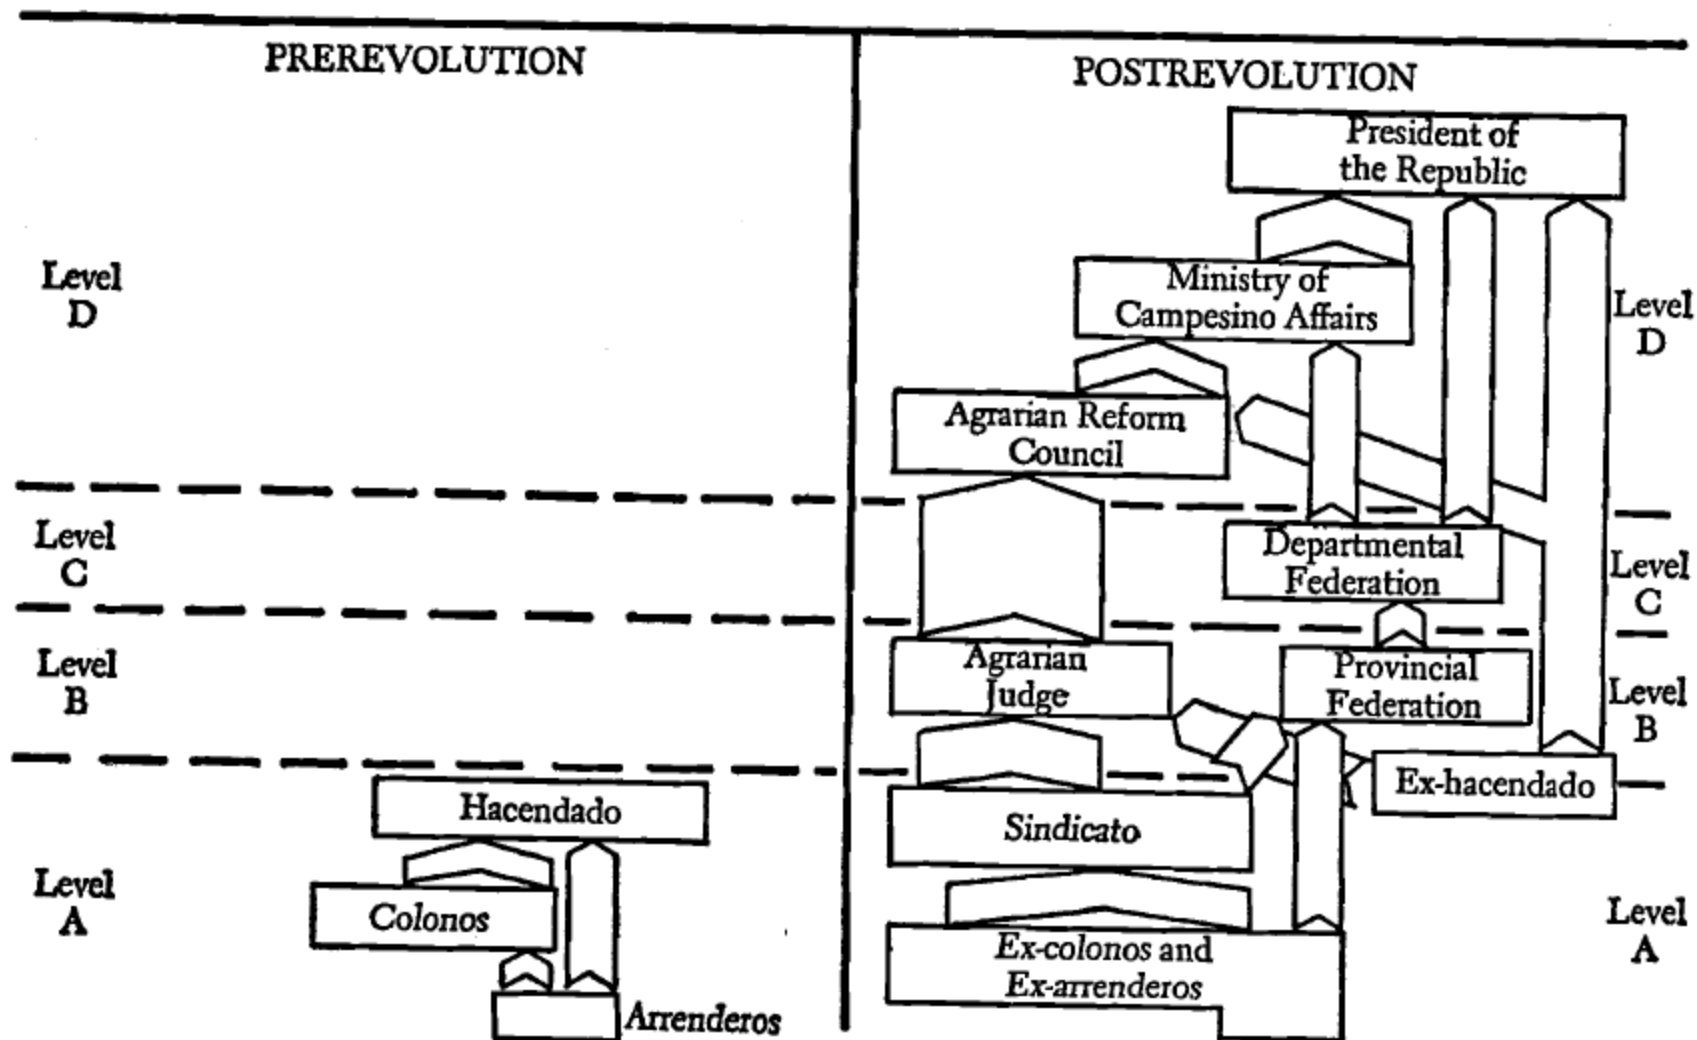 PREREVOLUTION
POSTREVOLUTION
President of
the Republic
Level
D
Ministry of
Campesino Affairs
Level
D
Agrarian Reform
Council
Level
C
Departmental
Federation
Level
C
Level
B
Agrarian
Judge
Provincial
Federation
Level
B
Hacendado
Ex-hacendado
Sindicato
Level
A
Colonos
Ex-colonos and
Ex-arrenderos
Level
A
Arrenderos